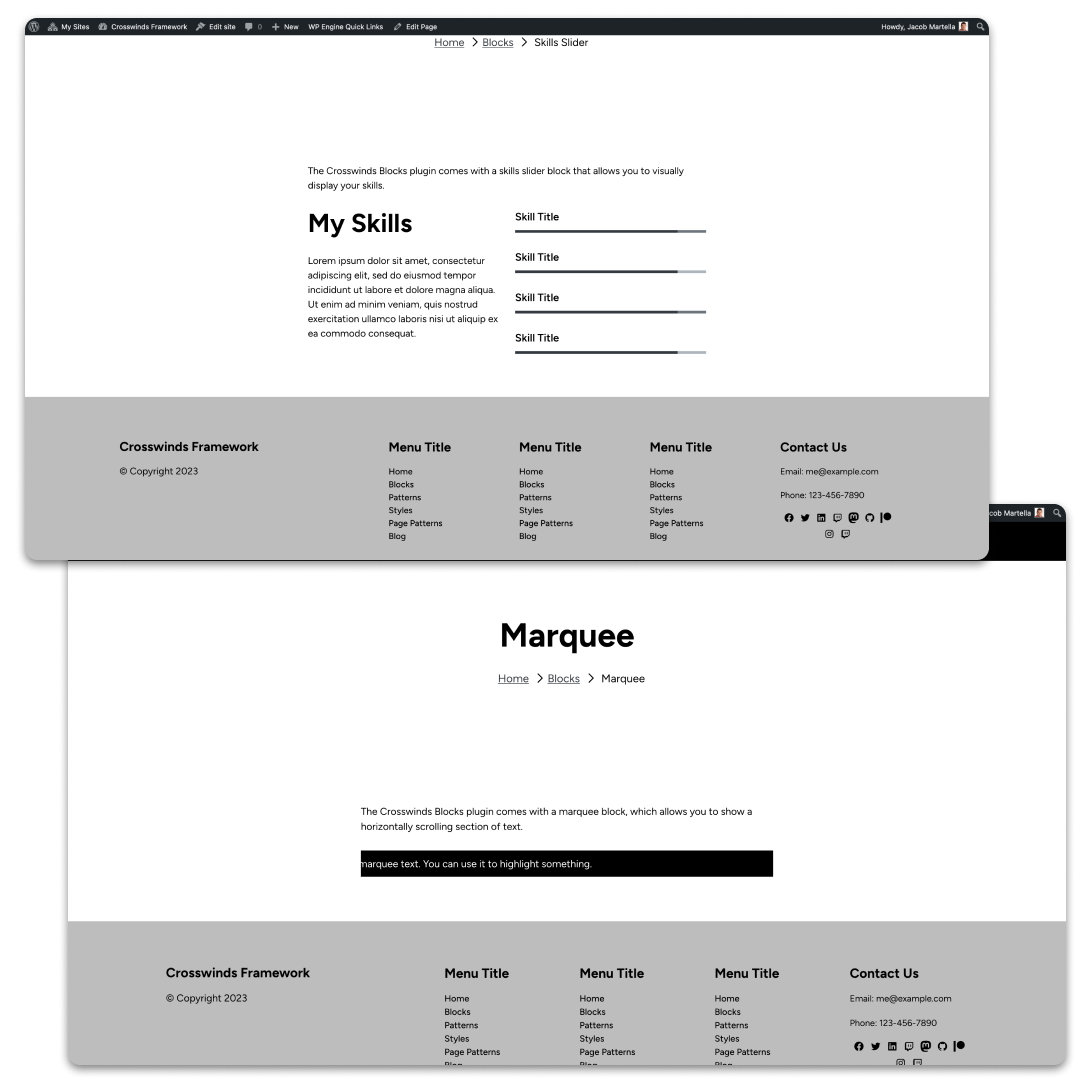 My Sites Crosswinds Framework Edit site 0 New WP Engine Quick Links Edit Page Howdy, Jacob Martella
Home Blocks Skills Slider
The Crosswinds Blocks plugin comes with a skills slider block that allows you to visually
display your skills.
My Skills
Lorem ipsum dolor sit amet, consectetur
adipiscing elit, sed do eiusmod tempor
incididunt ut labore et dolore magna aliqua.
Ut enim ad minim veniam, quis nostrud
exercitation ullamco laboris nisi ut aliquip ex
ea commodo consequat.
Skill Title
Skill Title
Skill Title
Skill Title
Crosswinds Framework
© Copyright 2023
Menu Title
Home
Blocks
Patterns
Styles
Page Patterns
Blog
Menu Title
Home
Blocks
Patterns
Styles
Page Patterns
Blog
Menu Title
Home
Blocks
Patterns
Styles
Page Patterns
Blog
Contact Us
Email: me@example.com
Phone: 123-456-7890
cob Martella
Marquee
Home Blocks Marquee
The Crosswinds Blocks plugin comes with a marquee block, which allows you to show a
horizontally scrolling section of text.
marquee text. You can use it to highlight something.
Crosswinds Framework
© Copyright 2023
Menu Title
Home
Blocks
Patterns
Styles
Page Patterns
Menu Title
Home
Blocks
Patterns
Styles
Page Patterns
Menu Title
Home
Blocks
Patterns
Styles
Page Patterns
Contact Us
Email: me@example.com
Phone: 123-456-7890